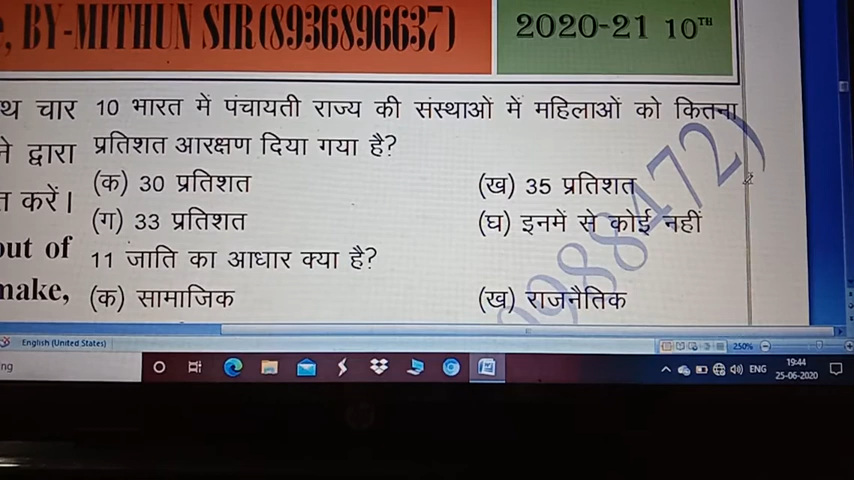 BY-MITHUN SIR(8936896637)
2020-21 10TH
थ चार
ने द्वारा
करें।
out of
make,
10 भारत में पंचायती राज्य की संस्थाओं में महिलाओं को कितना
प्रतिशत आरक्षण दिया गया है?
(क) 30 प्रतिशत (ख) 35 प्रतिशत
(ग) 33 प्रतिशत (घ) इनमें से कोई नहीं
11 जाति का आधार क्या है?
(क) सामाजिक (ख) राजनैतिक
988472)
English (United States)
250%
ng
ENG
19:44
25-06-2020